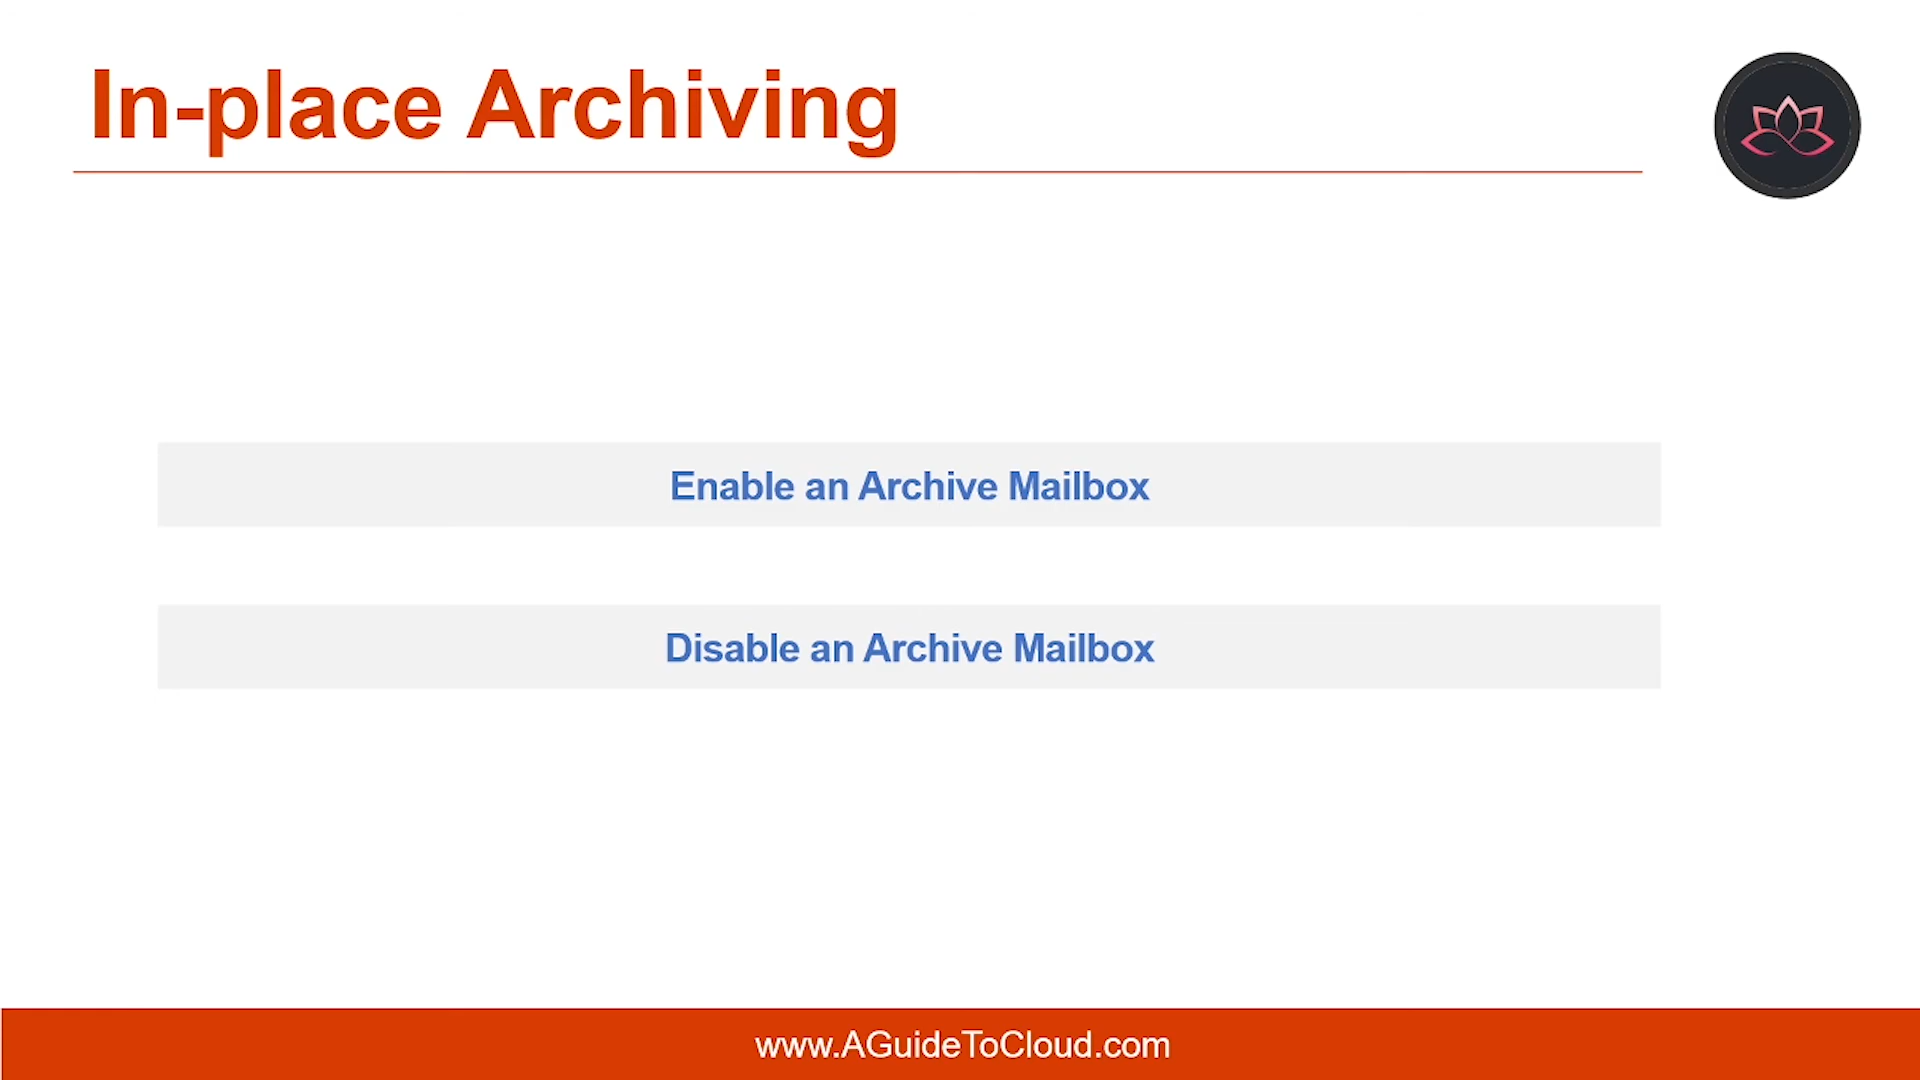 In-place Archiving
Enable an Archive Mailbox
Disable an Archive Mailbox
www.AGuideToCloud.com